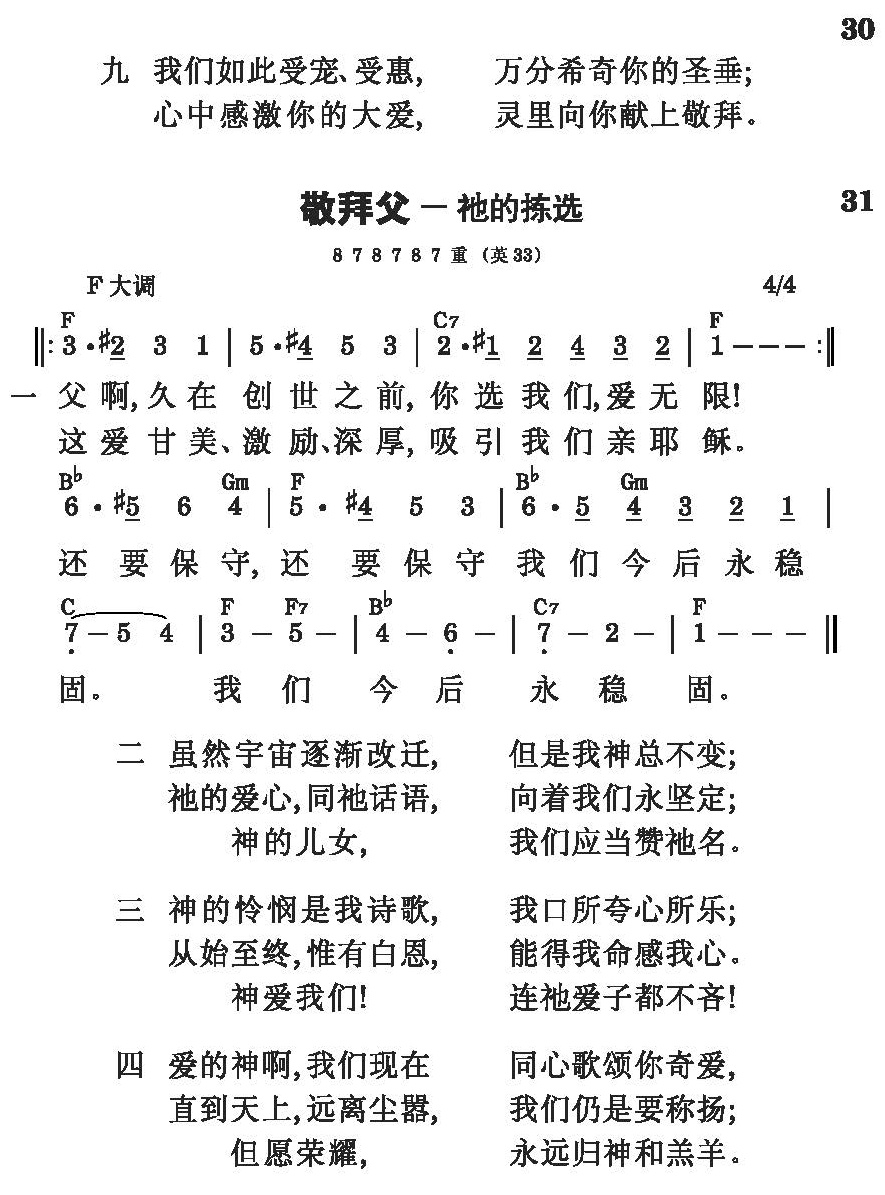 30
九 我们如此受宠、受惠, 万分希奇你的圣垂;
心中感激你的大爱, 灵里向你献上敬拜。
敬拜父－祂的拣选 31
8 7 8 7 8 7 重 (英 33)
F 大调 4/4
F C7 F
‖: 3 · #2 3 1 | 5 · #4 5 3 | 2 · #1 2 4 3 2 | 1 － － － :‖
一 父啊,久在创世之前,你选我们,爱无限!
这爱甘美、激励、深厚,吸引我们亲耶稣。
B♭ Gm F B♭ Gm
6 · #5 6 4 | 5 · #4 5 3 | 6 · 5 4 3 2 1 |
还要保守,还要保守我们今后永稳
C F F7 B♭ C7 F
7 － 5 4 | 3 － 5 － | 4 － 6 － | 7 － 2 － | 1 － － － ‖
固。 我们今后永稳固。
二 虽然宇宙逐渐改迁, 但是我神总不变;
祂的爱心,同祂话语, 向着我们永坚定;
神的儿女, 我们应当赞祂名。
三 神的怜悯是我诗歌, 我口所夸心所乐;
从始至终,惟有白恩, 能得我命感我心。
神爱我们! 连祂爱子都不吝!
四 爱的神啊,我们现在 同心歌颂你奇爱,
直到天上,远离尘嚣, 我们仍是要称扬;
但愿荣耀, 永远归神和羔羊。